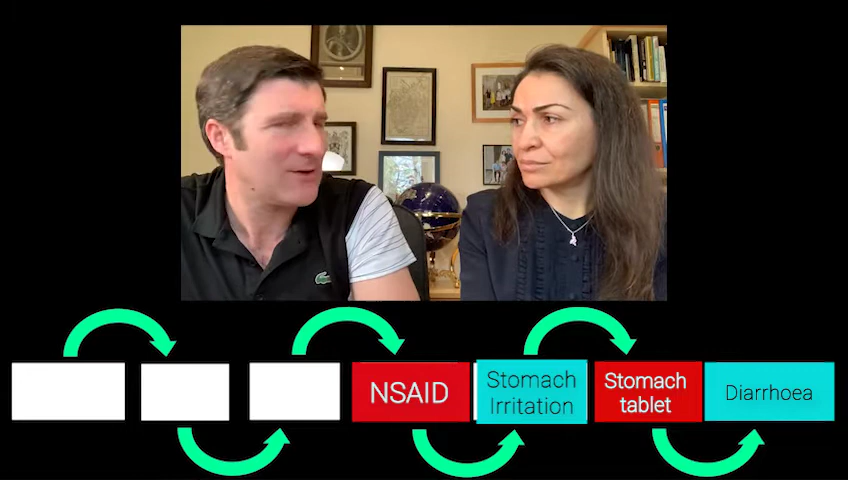 NSAID
Stomach
Irritation
Stomach
tablet
Diarrhoea